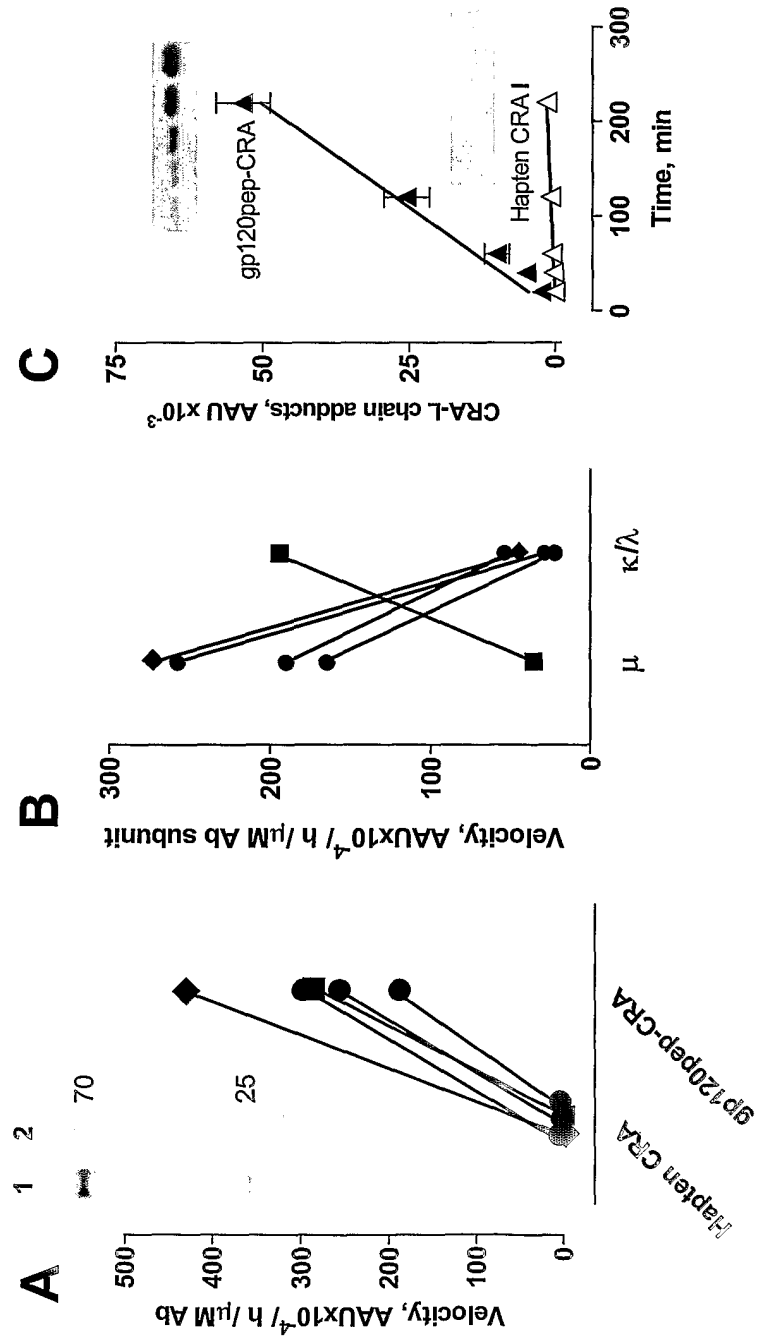 A
1 2
70
25
500
400
300
200
100
0
Velocity, AAUx10⁻⁴/ h / μM Ab
Hapten CRA
gp120pep-CRA
B
300
200
100
0
Velocity, AAUx10⁻⁴/ h / μM Ab subunit
μ
κ/λ
C
75
50
25
0
CRA-L chain adducts, AAU x10⁻³
gp120pep-CRA
Hapten CRA I
0 100 200 300
Time, min